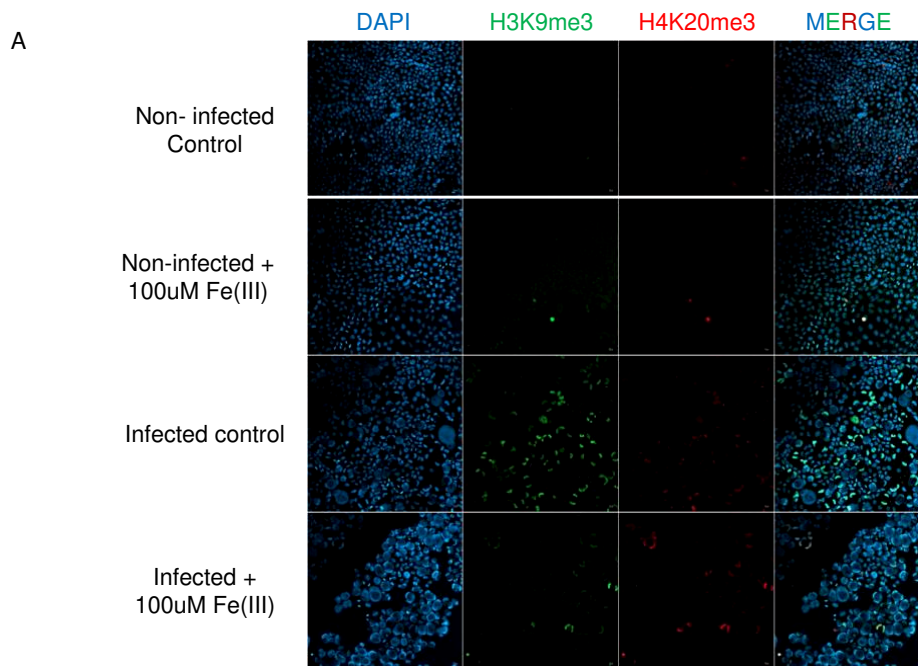 A
DAPI H3K9me3 H4K20me3 MERGE
Non- infected
Control
Non-infected +
100uM Fe(III)
Infected control
Infected +
100uM Fe(III)